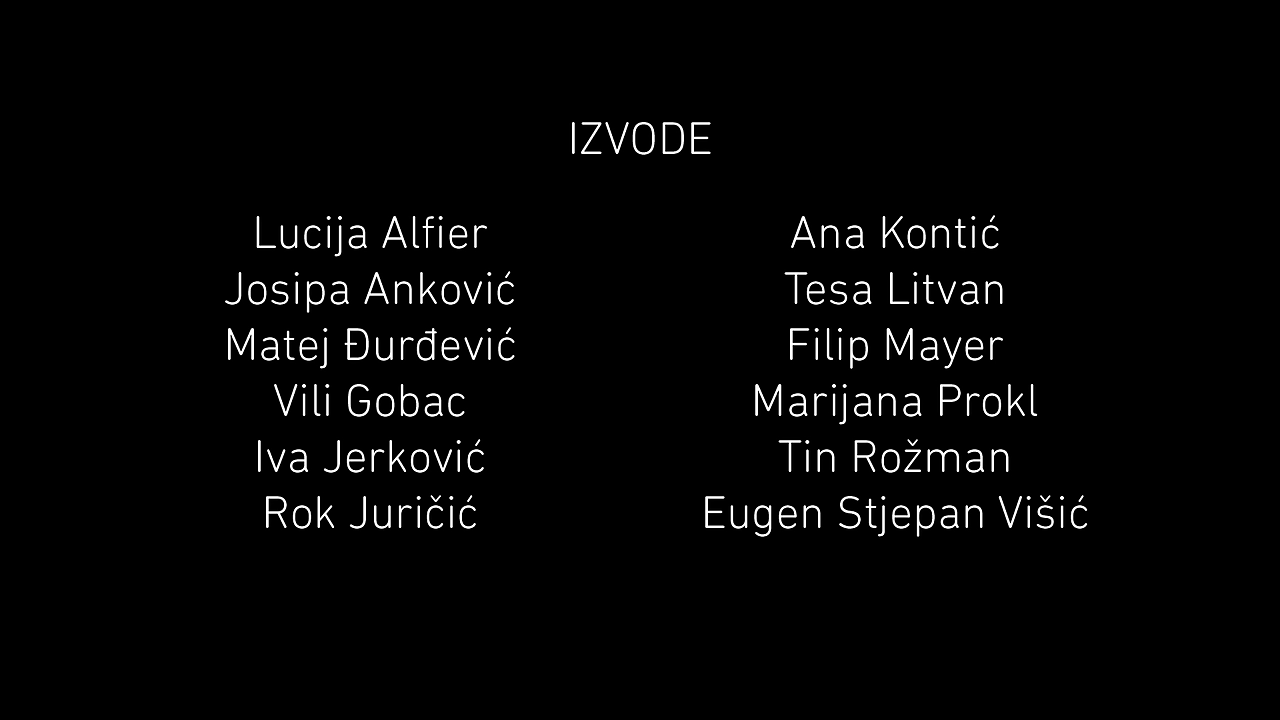 IZVODE
Lucija Alfier
Josipa Anković
Matej Đurđević
Vili Gobac
Iva Jerković
Rok Juričić
Ana Kontić
Tesa Litvan
Filip Mayer
Marijana Prokl
Tin Rožman
Eugen Stjepan Višić